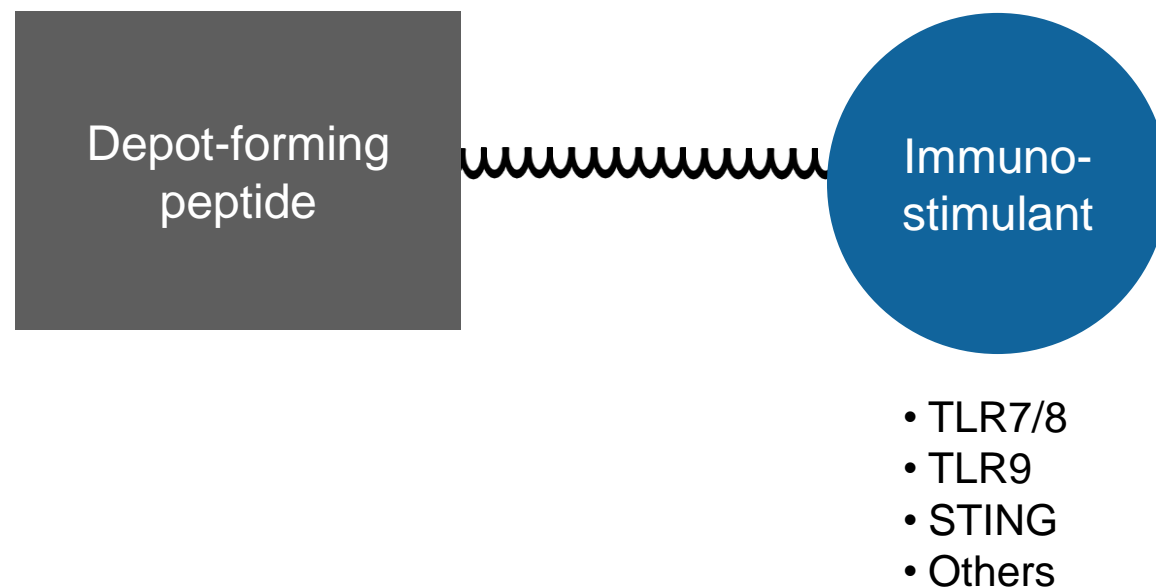 Depot-forming
peptide
Immuno-
stimulant
• TLR7/8
• TLR9
• STING
• Others